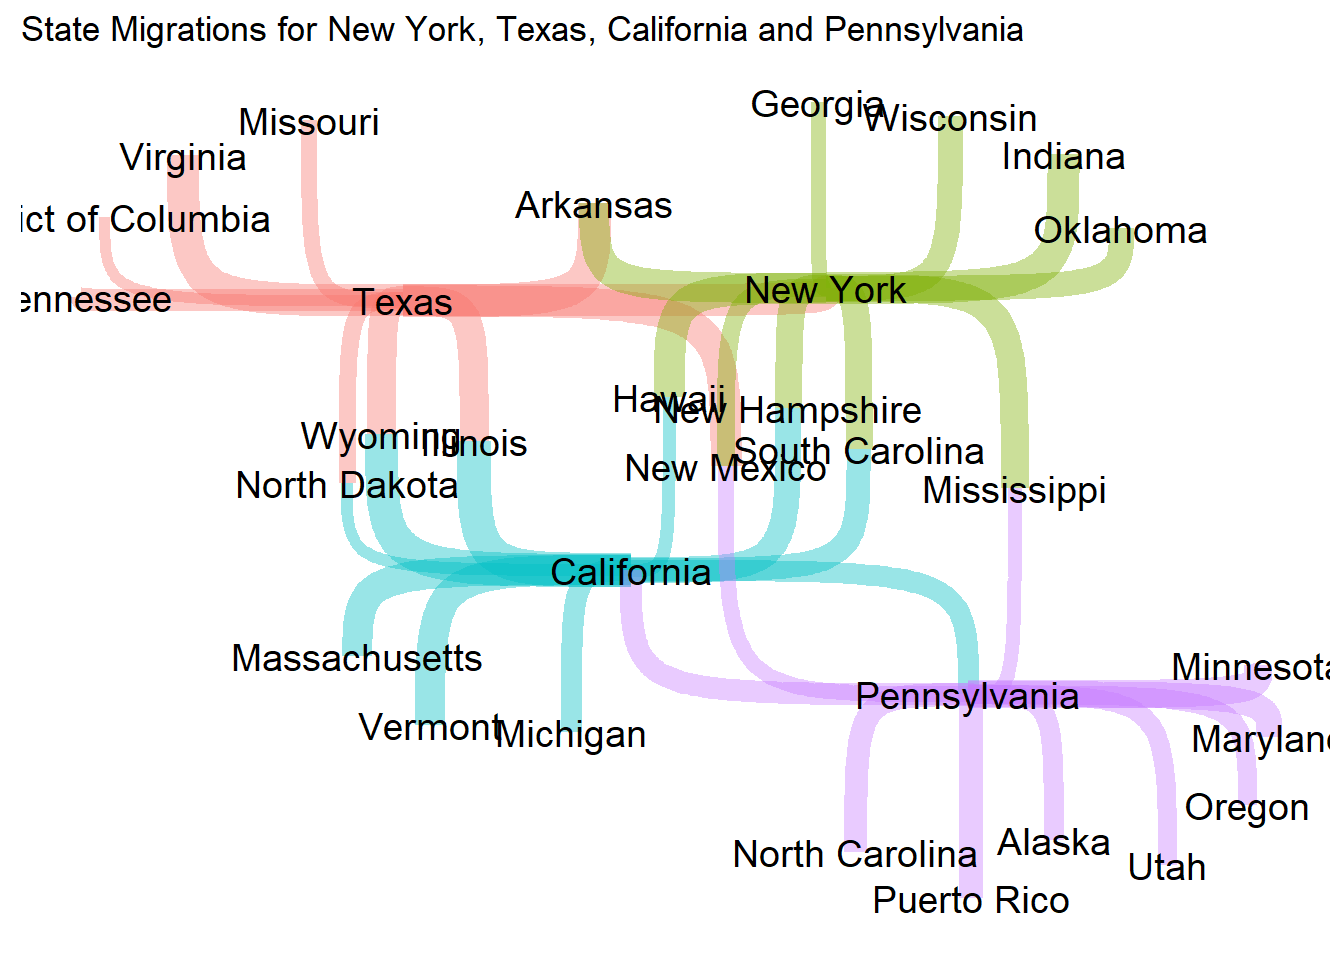 State Migrations for New York, Texas, California and Pennsylvania
Georgia
Missouri
Wisconsin
Virginia
Indiana
Arkansas
ict of Columbia
Oklahoma
New York
ennessee
Texas
Hawaii
New Hampshire
Wyoming
Illinois
South Carolina
New Mexico
North Dakota
Mississippi
California
Massachusetts
Minnesota
Pennsylvania
Vermont
Michigan
Maryland
Oregon
Alaska
North Carolina
Utah
Puerto Rico